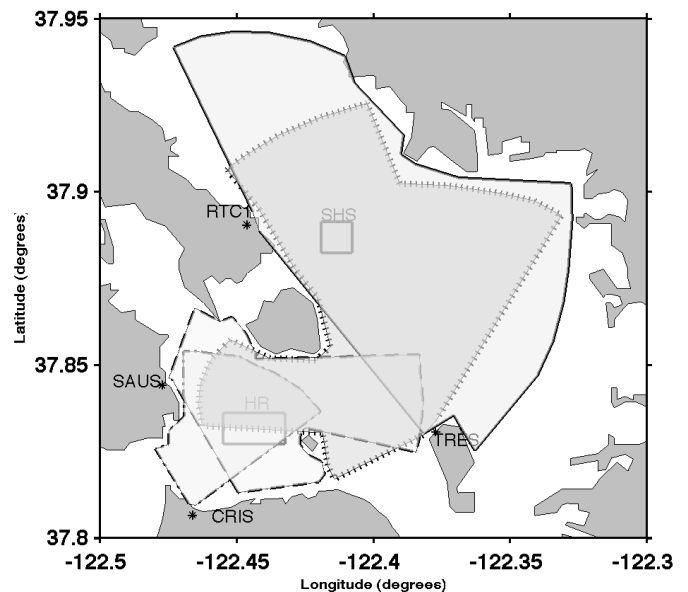 37.95
37.9
37.85
37.8
Latitude (degrees)
RTC1
SHS
SAUS
HR
TRES
CRIS
-122.5
-122.45
-122.4
-122.35
-122.3
Longitude (degrees)